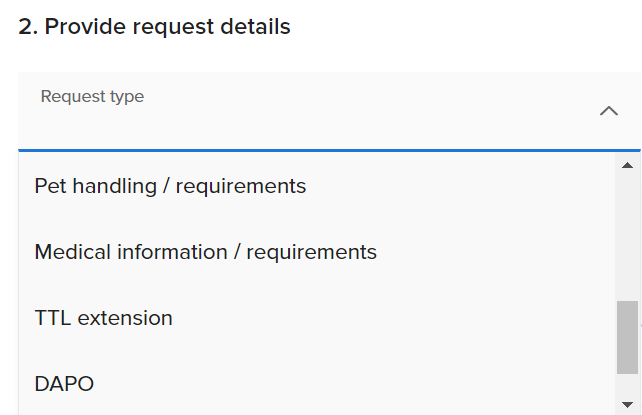 2. Provide request details
Request type
Pet handling / requirements
Medical information / requirements
TTL extension
DAPO